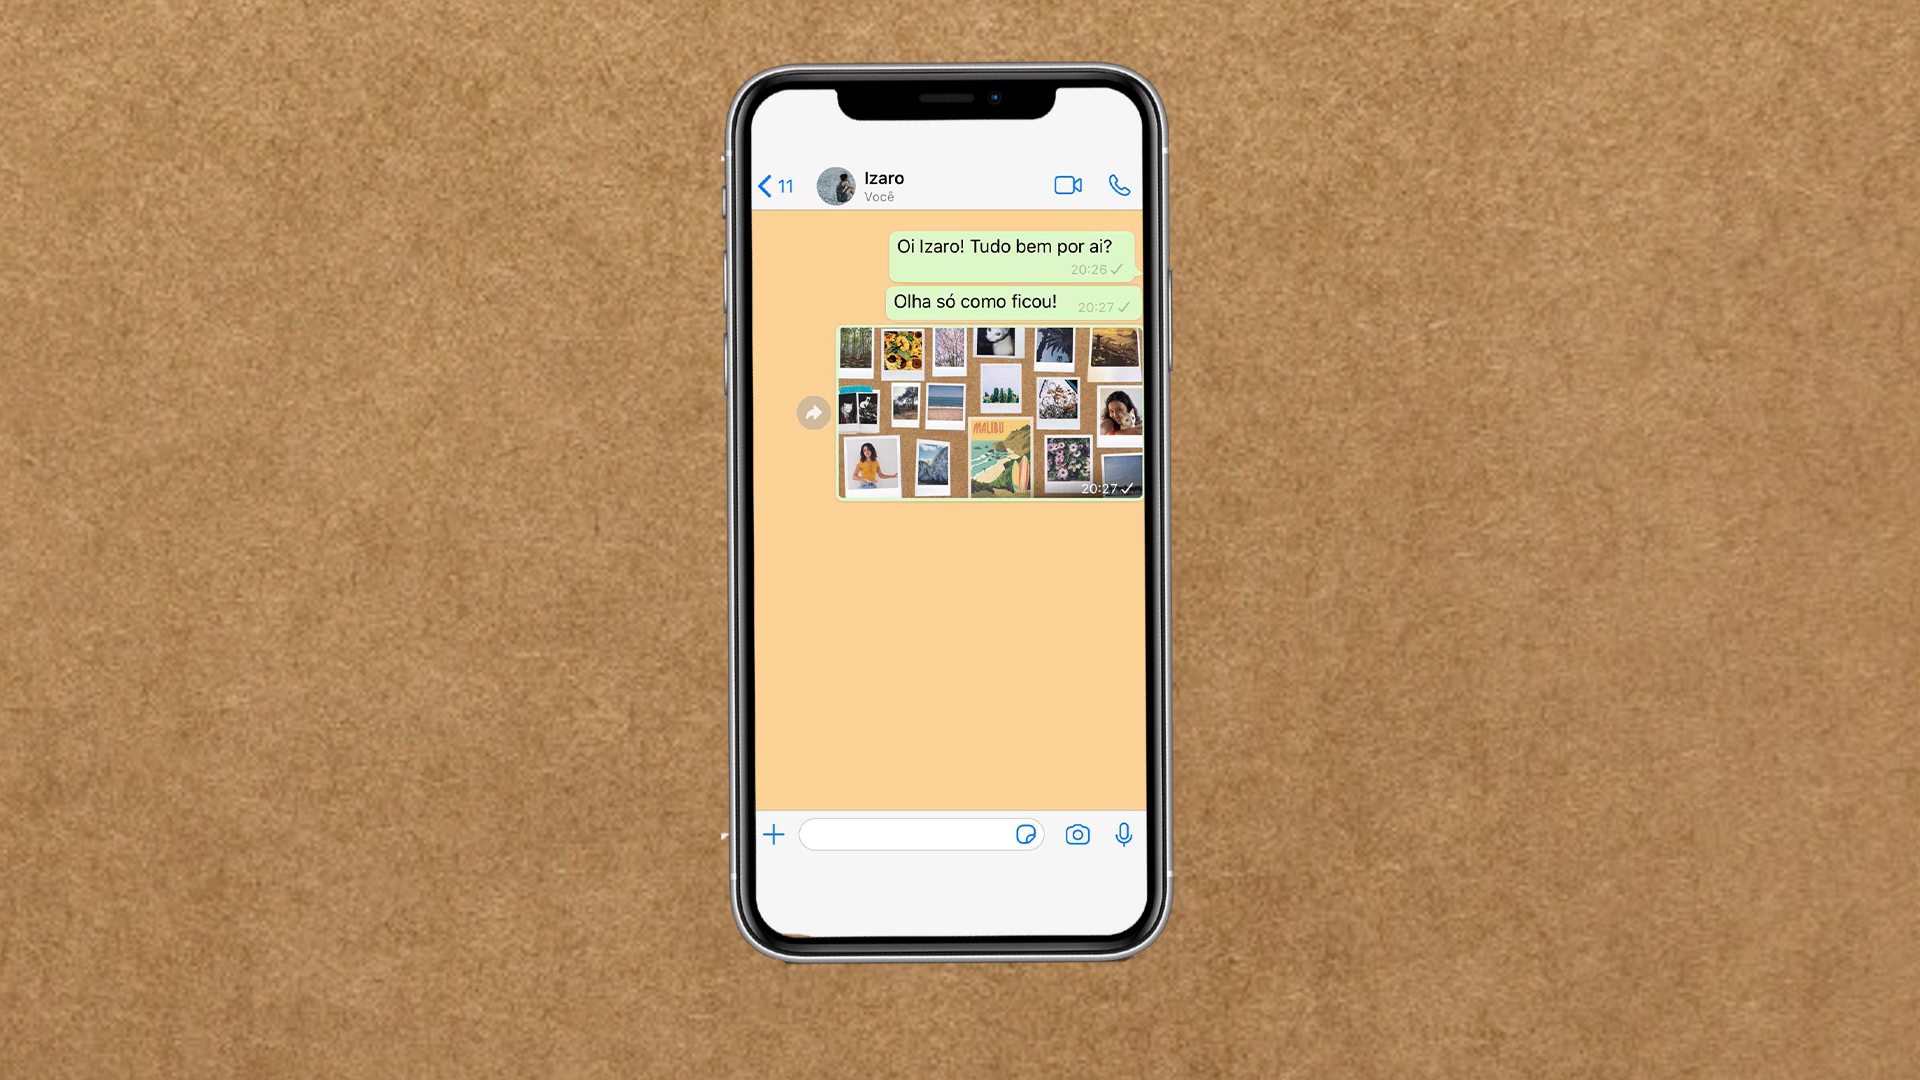 11
Izaro
Você
Oi Izaro! Tudo bem por ai?
20:26
Olha só como ficou!
20:27
MALIBU
20:27